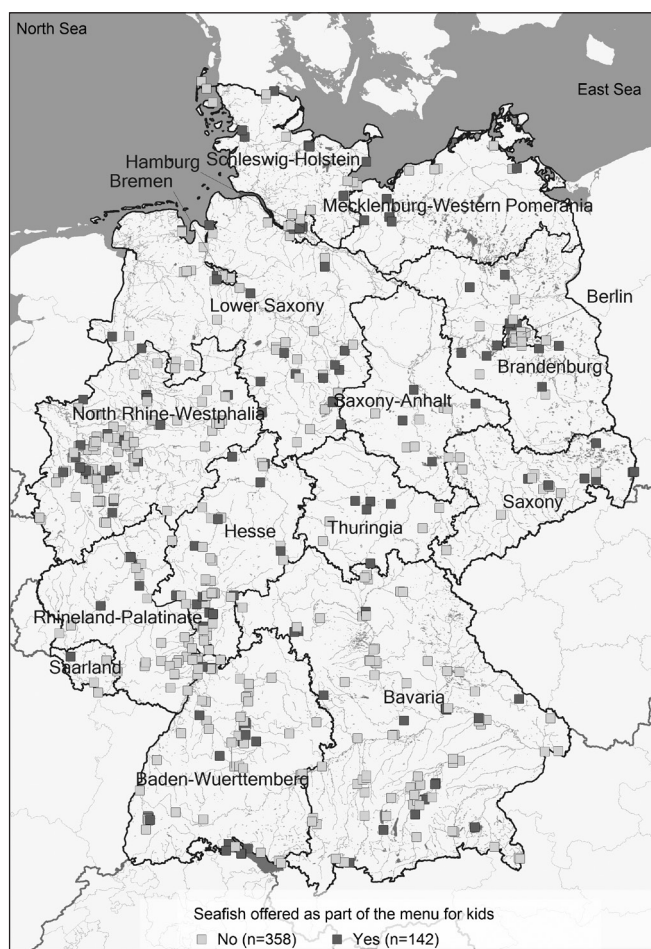 North Sea
East Sea
Hamburg
Schleswig-Holstein
Bremen
Mecklenburg-Western Pomerania
Berlin
Lower Saxony
Brandenburg
Saxony-Anhalt
North Rhine-Westphalia
Saxony
Hesse
Thuringia
Rhineland-Palatinate
Saarland
Bavaria
Baden-Wuerttemberg
Seafish offered as part of the menu for kids
No (n=358) Yes (n=142)